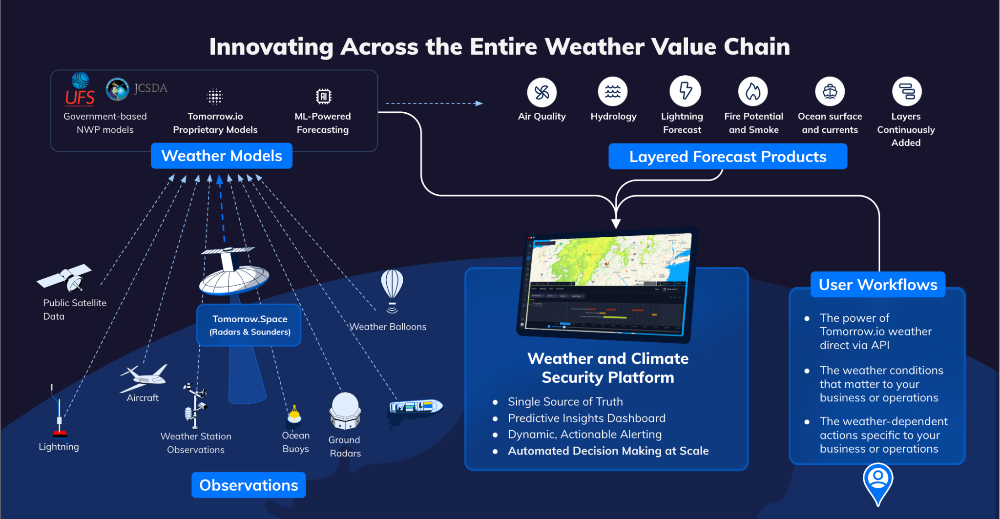 Innovating Across the Entire Weather Value Chain
UFS
UNIFIED FORECAST SYSTEM
JCSDA
Government-based
NWP models
Tomorrow.io
Proprietary Models
AI
ML-Powered
Forecasting
Weather Models
Air Quality
Hydrology
Lightning
Forecast
Fire Potential
and Smoke
Ocean surface
and currents
Layers
Continuously
Added
Layered Forecast Products
Public Satellite
Data
Tomorrow.Space
(Radars & Sounders)
Weather Balloons
Lightning
Aircraft
Weather Station
Observations
Ocean
Buoys
Ground
Radars
Observations
Weather and Climate
Security Platform
● Single Source of Truth
● Predictive Insights Dashboard
● Dynamic, Actionable Alerting
● Automated Decision Making at Scale
User Workflows
● The power of
Tomorrow.io weather
direct via API
● The weather conditions
that matter to your
business or operations
● The weather-dependent
actions specific to your
business or operations